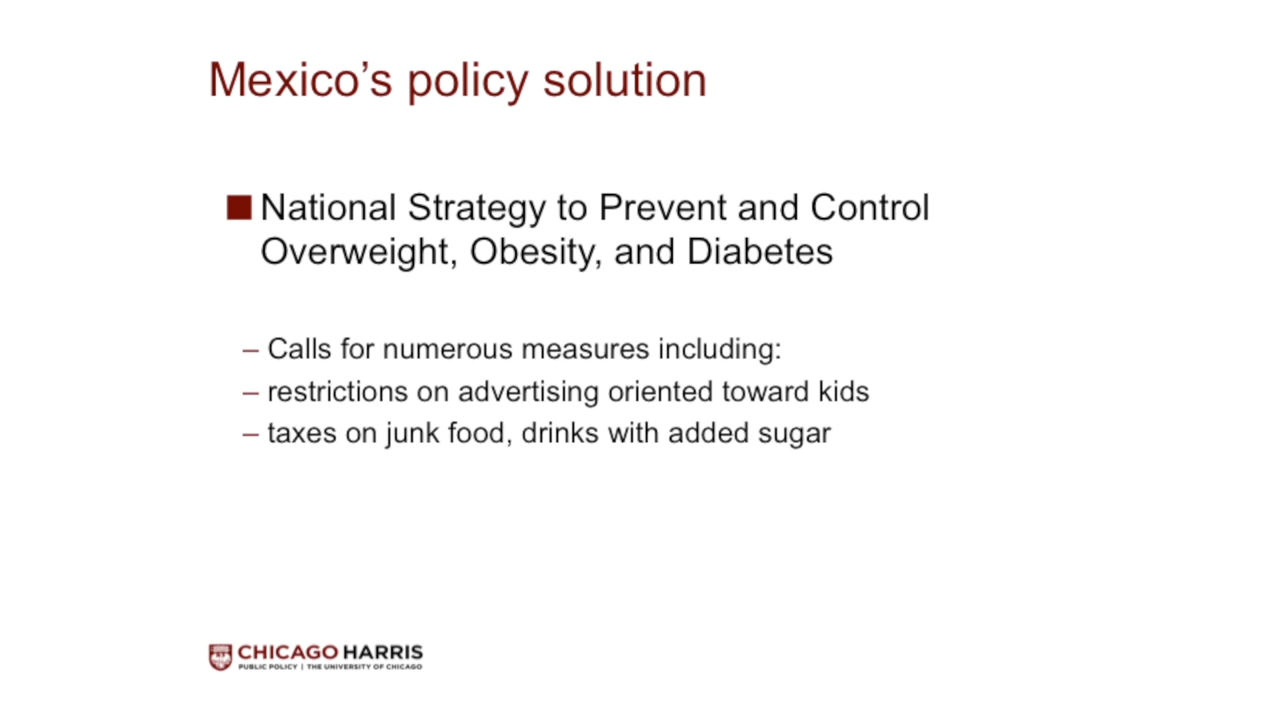 Mexico’s policy solution
National Strategy to Prevent and Control
Overweight, Obesity, and Diabetes
– Calls for numerous measures including:
– restrictions on advertising oriented toward kids
– taxes on junk food, drinks with added sugar
CHICAGO HARRIS
PUBLIC POLICY | THE UNIVERSITY OF CHICAGO